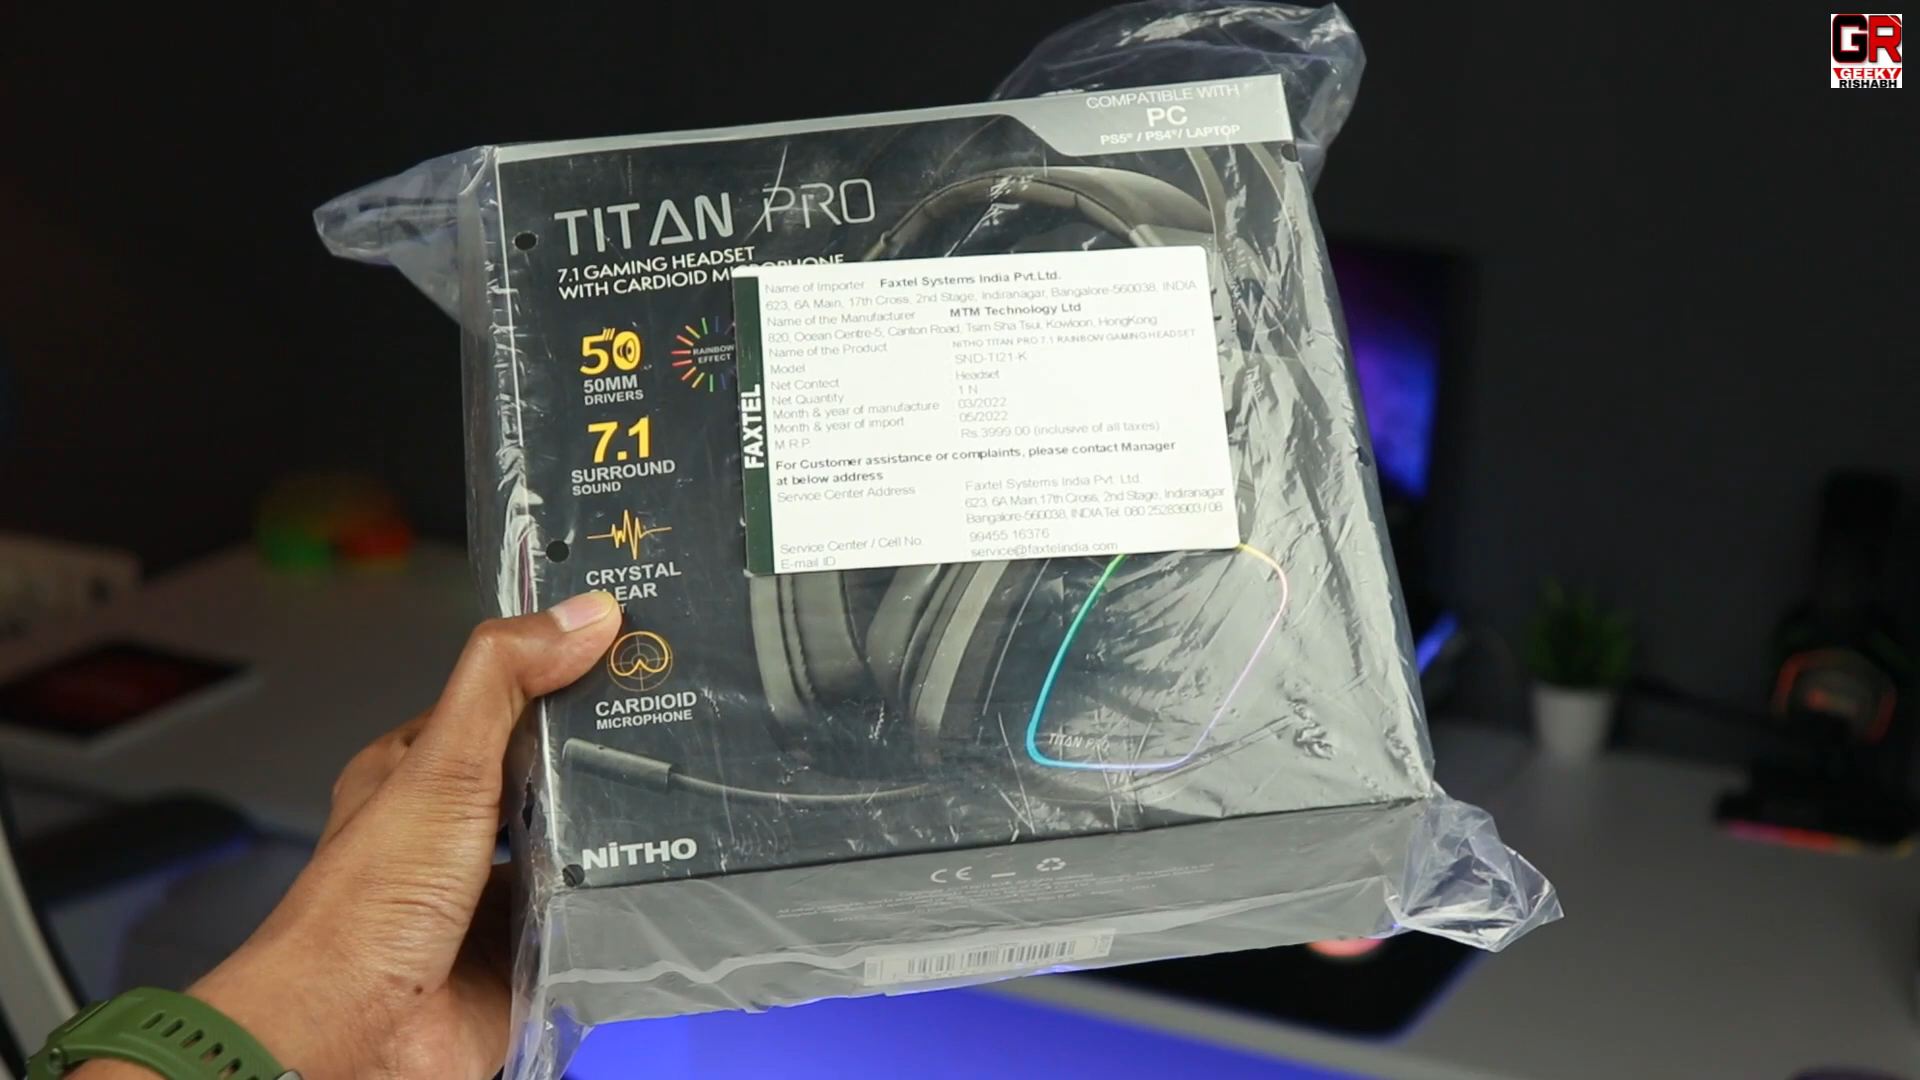 GR
GEEKY
RISHABH
COMPATIBLE WITH
PC
PS5® / PS4®/ LAPTOP
TITAN PRO
7.1 GAMING HEADSET
WITH CARDIOID MICROPHONE
50
50MM
DRIVERS
RAINBOW
EFFECT
7.1
SURROUND
SOUND
CRYSTAL
CLEAR
CARDIOID
MICROPHONE
NiTHO
FAXTEL
Name of Importer Faxtel Systems India Pvt.Ltd.
623, 6A Main, 17th Cross, 2nd Stage, Indiranagar, Bangalore-560038, INDIA
Name of the Manufacturer MTM Technology Ltd
820, Ocean Centre-5, Canton Road, Tsim Sha Tsui, Kowloon, HongKong
Name of the Product NITHO TITAN PRO 7.1 RAINBOW GAMING HEADSET
Model SND-TI21-K
Net Contect Headset
Net Quantity 1 N
Month & year of manufacture 03/2022
Month & year of import 05/2022
M R P Rs.3999.00 (inclusive of all taxes)
For Customer assistance or complaints, please contact Manager
at below address
Service Center Address Faxtel Systems India Pvt. Ltd
623, 6A Main, 17th Cross, 2nd Stage, Indiranagar
Bangalore-560038, INDIA Tel. 080 25283903 / 08
Service Center / Cell No 99455 16376
E-mail ID service@faxtelindia.com
TITAN PRO
CE